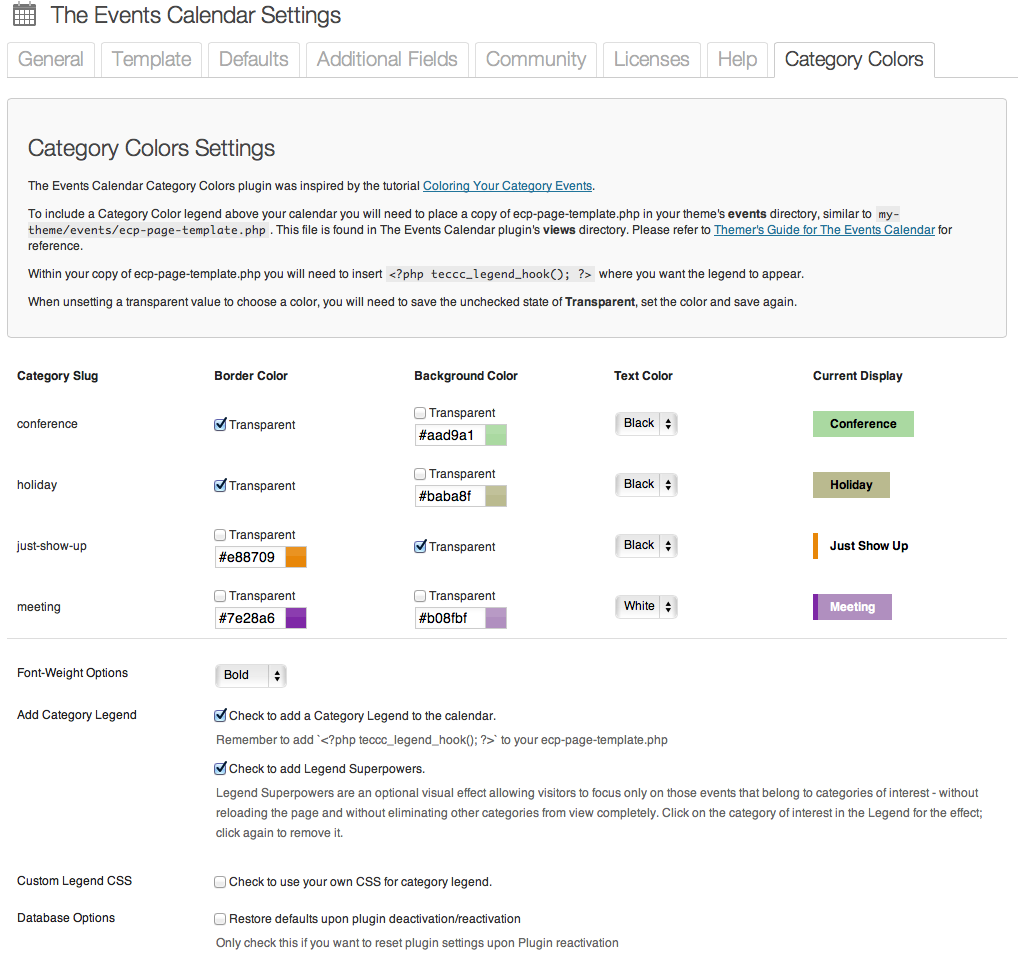 The Events Calendar Settings
General Template Defaults Additional Fields Community Licenses Help Category Colors
Category Colors Settings
The Events Calendar Category Colors plugin was inspired by the tutorial Coloring Your Category Events.
To include a Category Color legend above your calendar you will need to place a copy of ecp-page-template.php in your theme's events directory, similar to my-
theme/events/ecp-page-template.php . This file is found in The Events Calendar plugin's views directory. Please refer to Themer's Guide for The Events Calendar for
reference.
Within your copy of ecp-page-template.php you will need to insert <?php teccc_legend_hook(); ?> where you want the legend to appear.
When unsetting a transparent value to choose a color, you will need to save the unchecked state of Transparent, set the color and save again.
Category Slug Border Color Background Color Text Color Current Display
conference Transparent Transparent Black Conference
#aad9a1
holiday Transparent Transparent Black Holiday
#baba8f
just-show-up Transparent Transparent Black Just Show Up
#e88709
meeting Transparent Transparent White Meeting
#7e28a6 #b08fbf
Font-Weight Options Bold
Add Category Legend Check to add a Category Legend to the calendar.
Remember to add `<?php teccc_legend_hook(); ?>` to your ecp-page-template.php
Check to add Legend Superpowers.
Legend Superpowers are an optional visual effect allowing visitors to focus only on those events that belong to categories of interest - without
reloading the page and without eliminating other categories from view completely. Click on the category of interest in the Legend for the effect;
click again to remove it.
Custom Legend CSS Check to use your own CSS for category legend.
Database Options Restore defaults upon plugin deactivation/reactivation
Only check this if you want to reset plugin settings upon Plugin reactivation